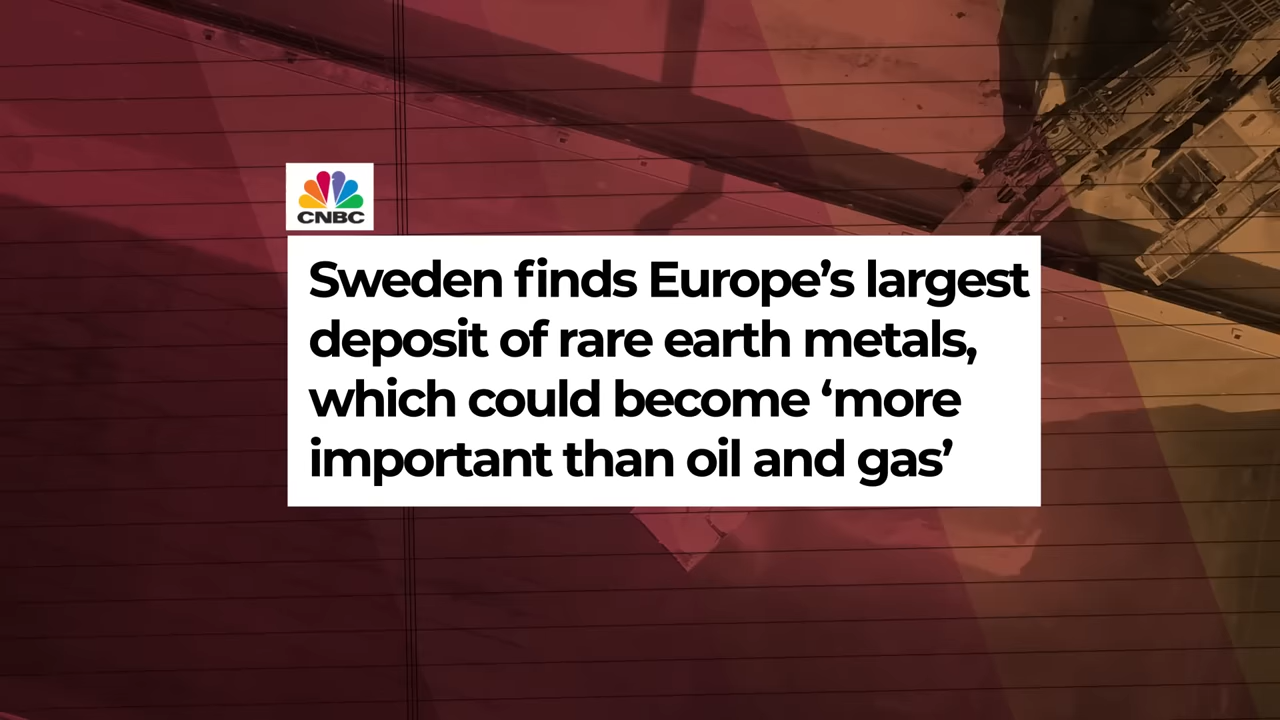 CNBC
Sweden finds Europe’s largest
deposit of rare earth metals,
which could become ‘more
important than oil and gas’